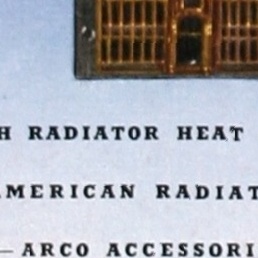 H RADIATOR HEAT
AMERICAN RADIAT
—ARCO ACCESSORI